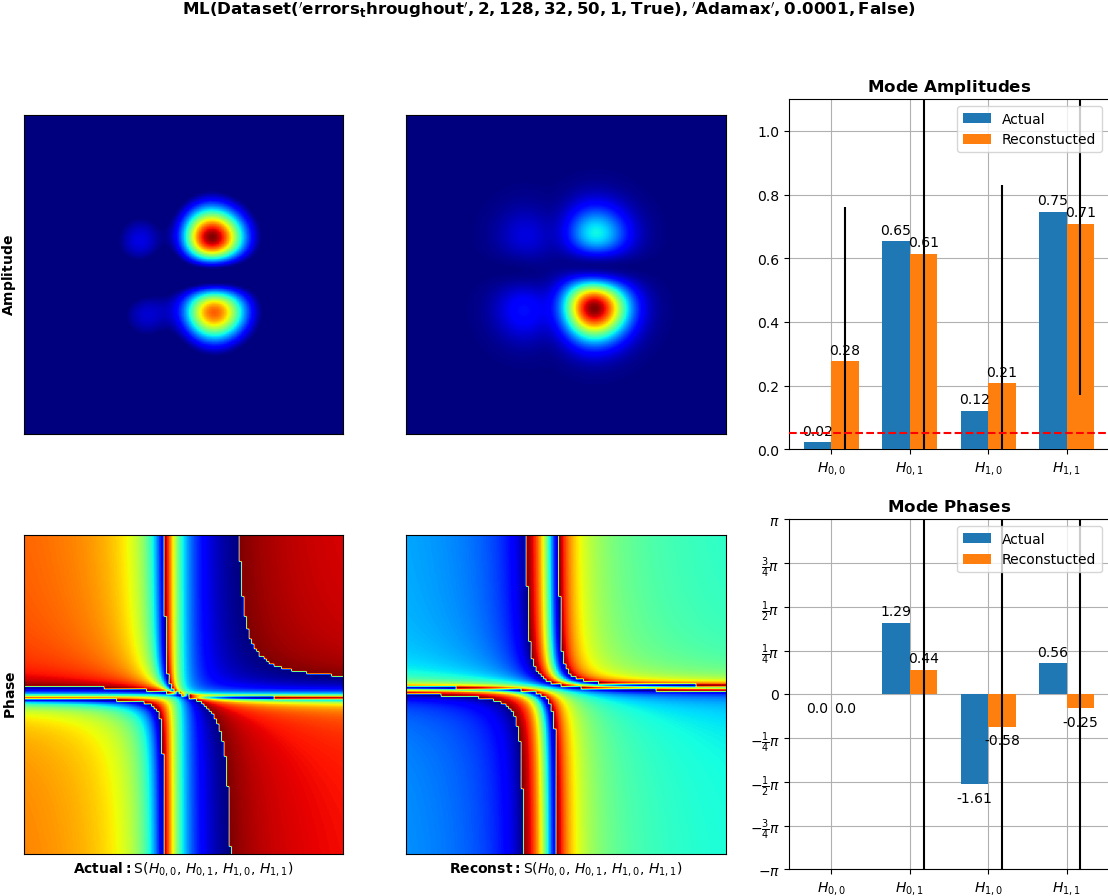 ML(Dataset('errors_throughout', 2, 128, 32, 50, 1, True), 'Adamax', 0.0001, False)
Amplitude
Mode Amplitudes
Actual
Reconstucted
1.0
0.8
0.6
0.4
0.2
0.0
0.02
0.28
0.65
0.61
0.12
0.21
0.75
0.71
H0,0
H0,1
H1,0
H1,1
Phase
Actual: S(H0,0, H0,1, H1,0, H1,1)
Reconst: S(H0,0, H0,1, H1,0, H1,1)
Mode Phases
Actual
Reconstucted
π
3/4π
1/2π
1/4π
0
−1/4π
−1/2π
−3/4π
−π
0.0
0.0
1.29
0.44
-1.61
-0.58
0.56
-0.25
H0,0
H0,1
H1,0
H1,1